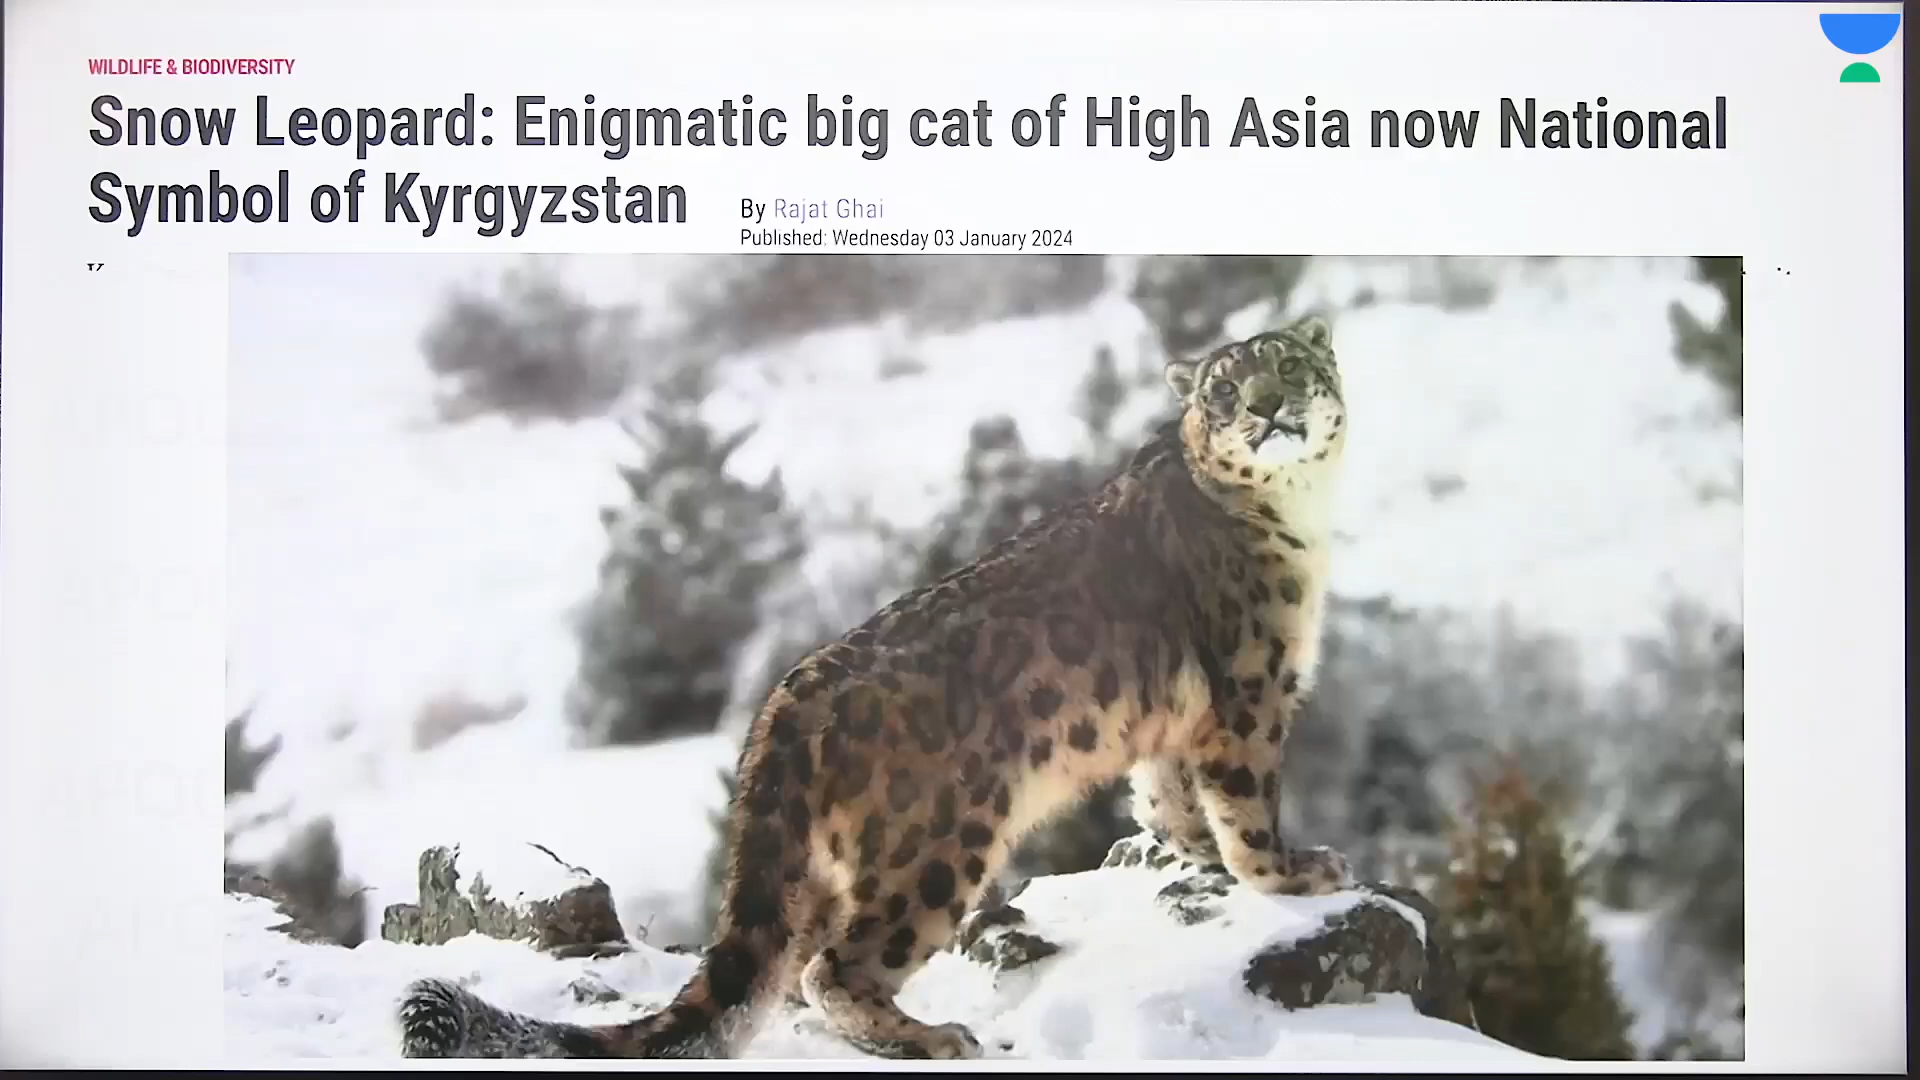 WILDLIFE & BIODIVERSITY
Snow Leopard: Enigmatic big cat of High Asia now National
Symbol of Kyrgyzstan
By Rajat Ghai
Published: Wednesday 03 January 2024